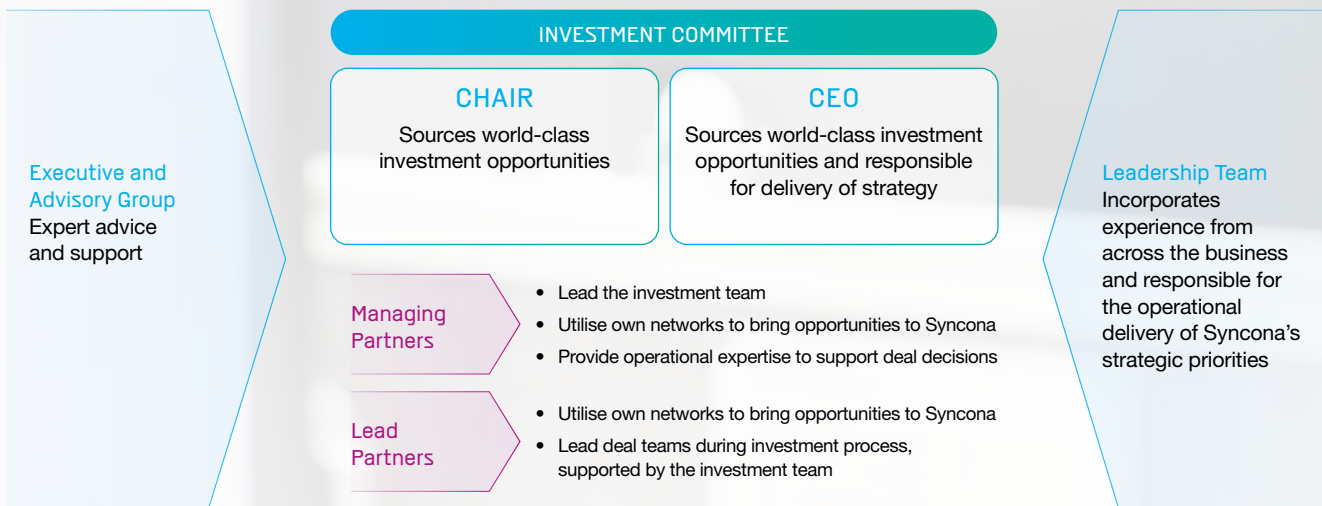 INVESTMENT COMMITTEE
CHAIR
Sources world-class
investment opportunities
CEO
Sources world-class investment
opportunities and responsible
for delivery of strategy
Executive and
Advisory Group
Expert advice
and support
Managing
Partners
• Lead the investment team
• Utilise own networks to bring opportunities to Syncona
• Provide operational expertise to support deal decisions
Lead
Partners
• Utilise own networks to bring opportunities to Syncona
• Lead deal teams during investment process,
supported by the investment team
Leadership Team
Incorporates
experience from
across the business
and responsible for
the operational
delivery of Syncona's
strategic priorities